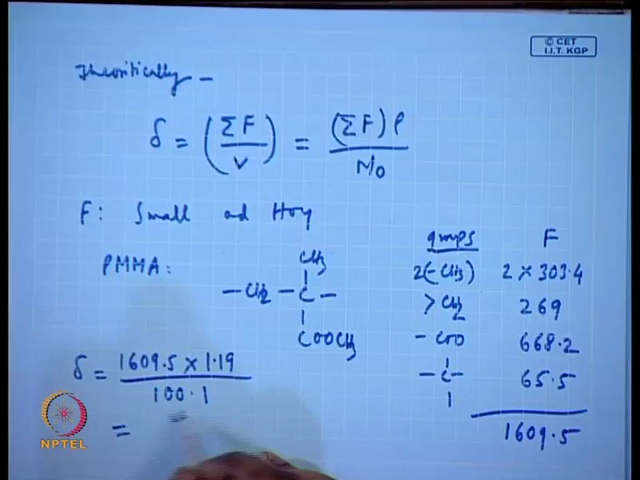 © CET
I.I.T. KGP
Theoritically –
δ = (ΣF / V) = (ΣF) ρ / M₀
F: Small and Hoy
PMMA:
CH₃
– CH₂ – C –
COOCH₃
groups F
2(–CH₃) 2 × 303.4
>CH₂ 269
– COO 668.2
– C – 65.5
1609.5
δ = 1609.5 × 1.19 / 100.1
=
NPTEL